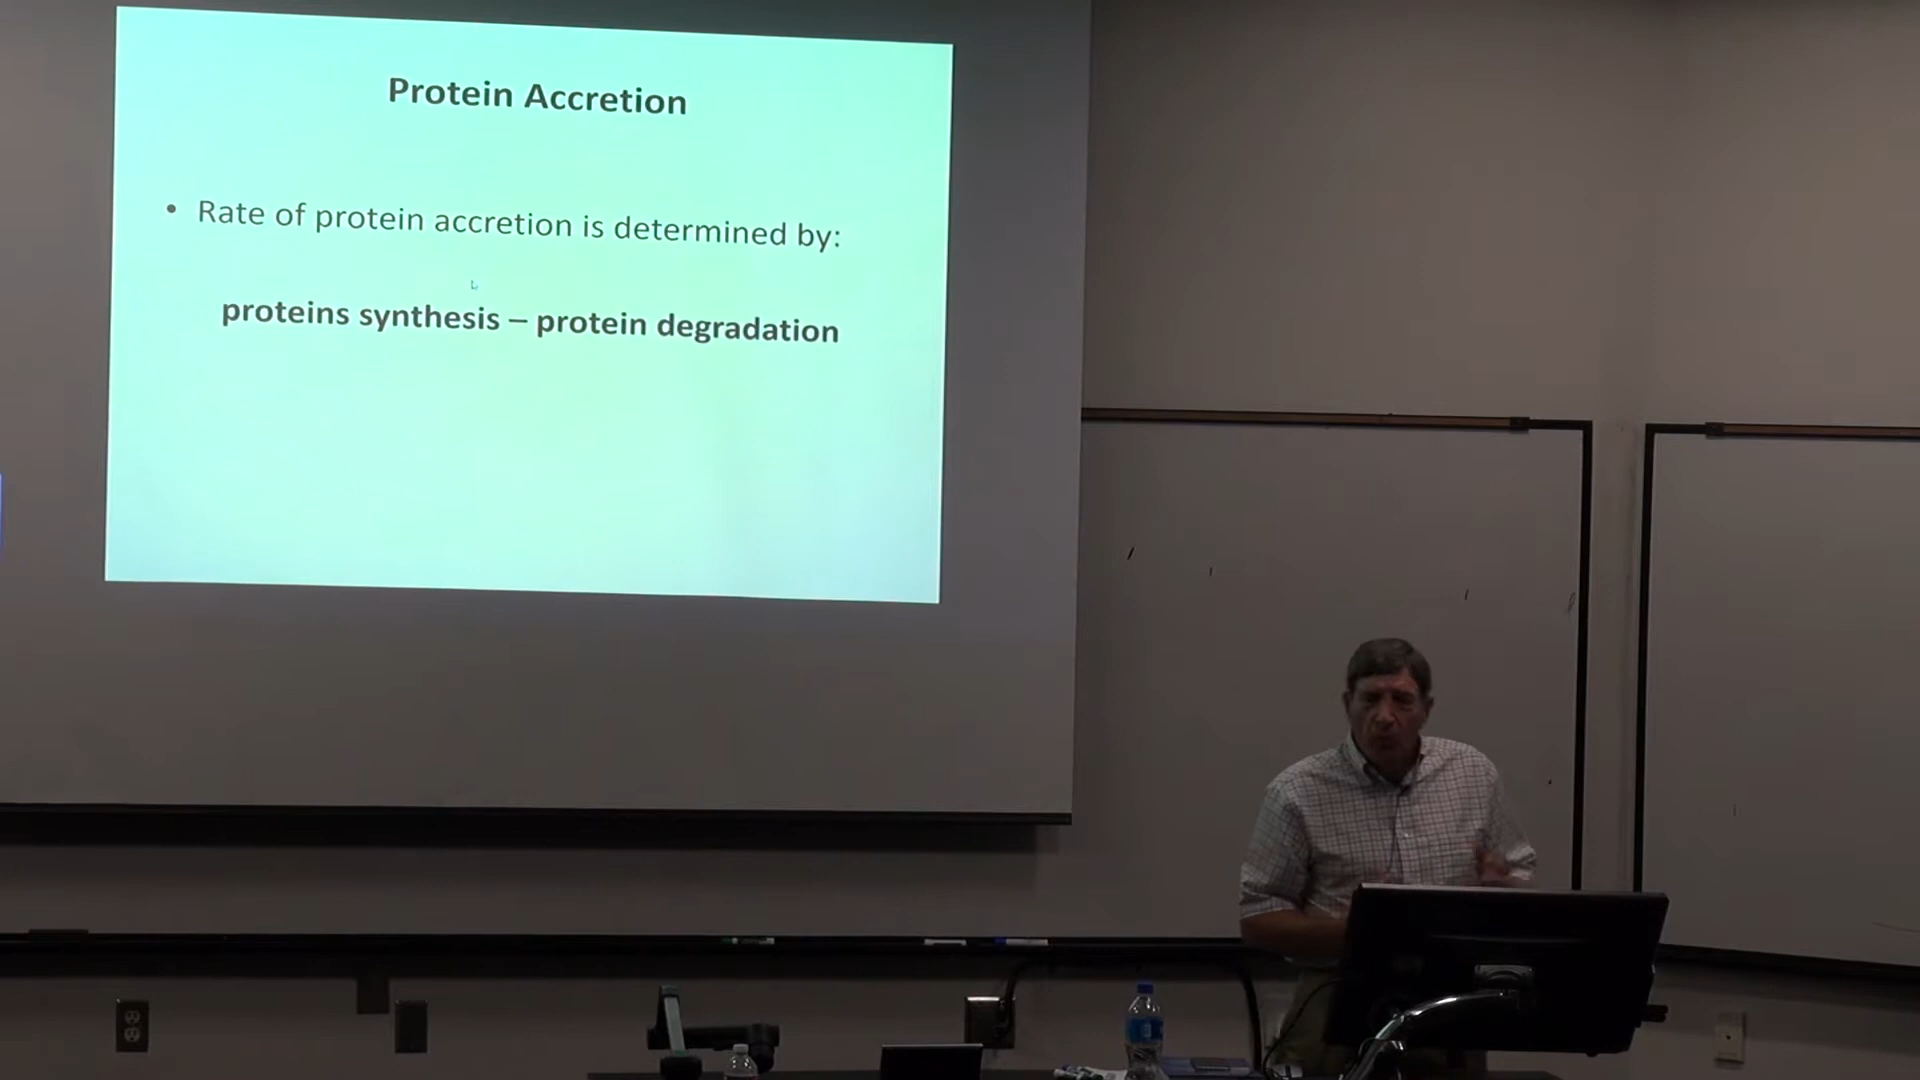 Protein Accretion
• Rate of protein accretion is determined by:
proteins synthesis – protein degradation